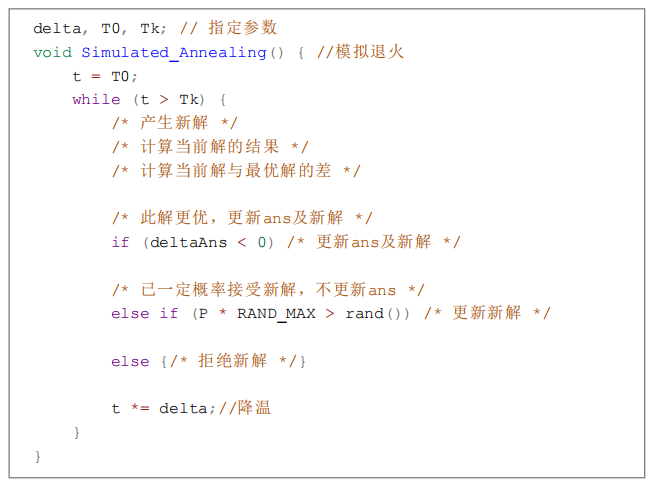 delta, T0, Tk; // 指定参数
void Simulated_Annealing() { //模拟退火
    t = T0;
    while (t > Tk) {
        /* 产生新解 */
        /* 计算当前解的结果 */
        /* 计算当前解与最优解的差 */
        /* 此解更优，更新ans及新解 */
        if (deltaAns < 0) /* 更新ans及新解 */
        /* 已一定概率接受新解，不更新ans */
        else if (P * RAND_MAX > rand()) /* 更新新解 */
        else {/* 拒绝新解 */}
        t *= delta;//降温
    }
}